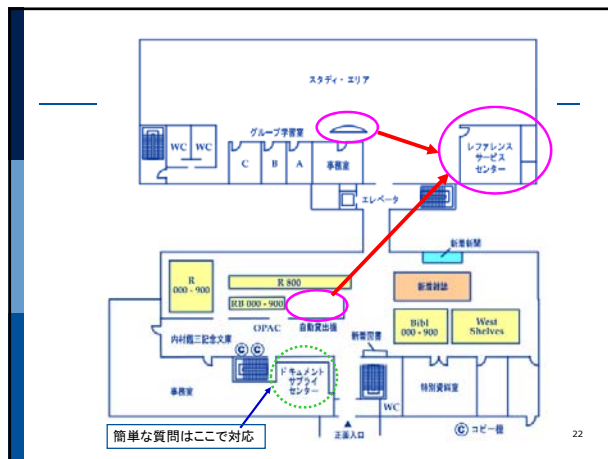 スタディ・エリア
グループ学習室
WC
WC
C
B
A
事務室
レファレンス
サービス
センター
エレベータ
新着新聞
R
000 - 900
R 800
RB 000 - 900
新着雑誌
Bibl
000 - 900
West
Shelves
OPAC
自動貸出機
内村鑑三記念文庫
新着図書
C
C
ドキュメント
サプライ
センター
事務室
特別資料室
WC
▲
正面入口
C コピー機
簡単な質問はここで対応
22